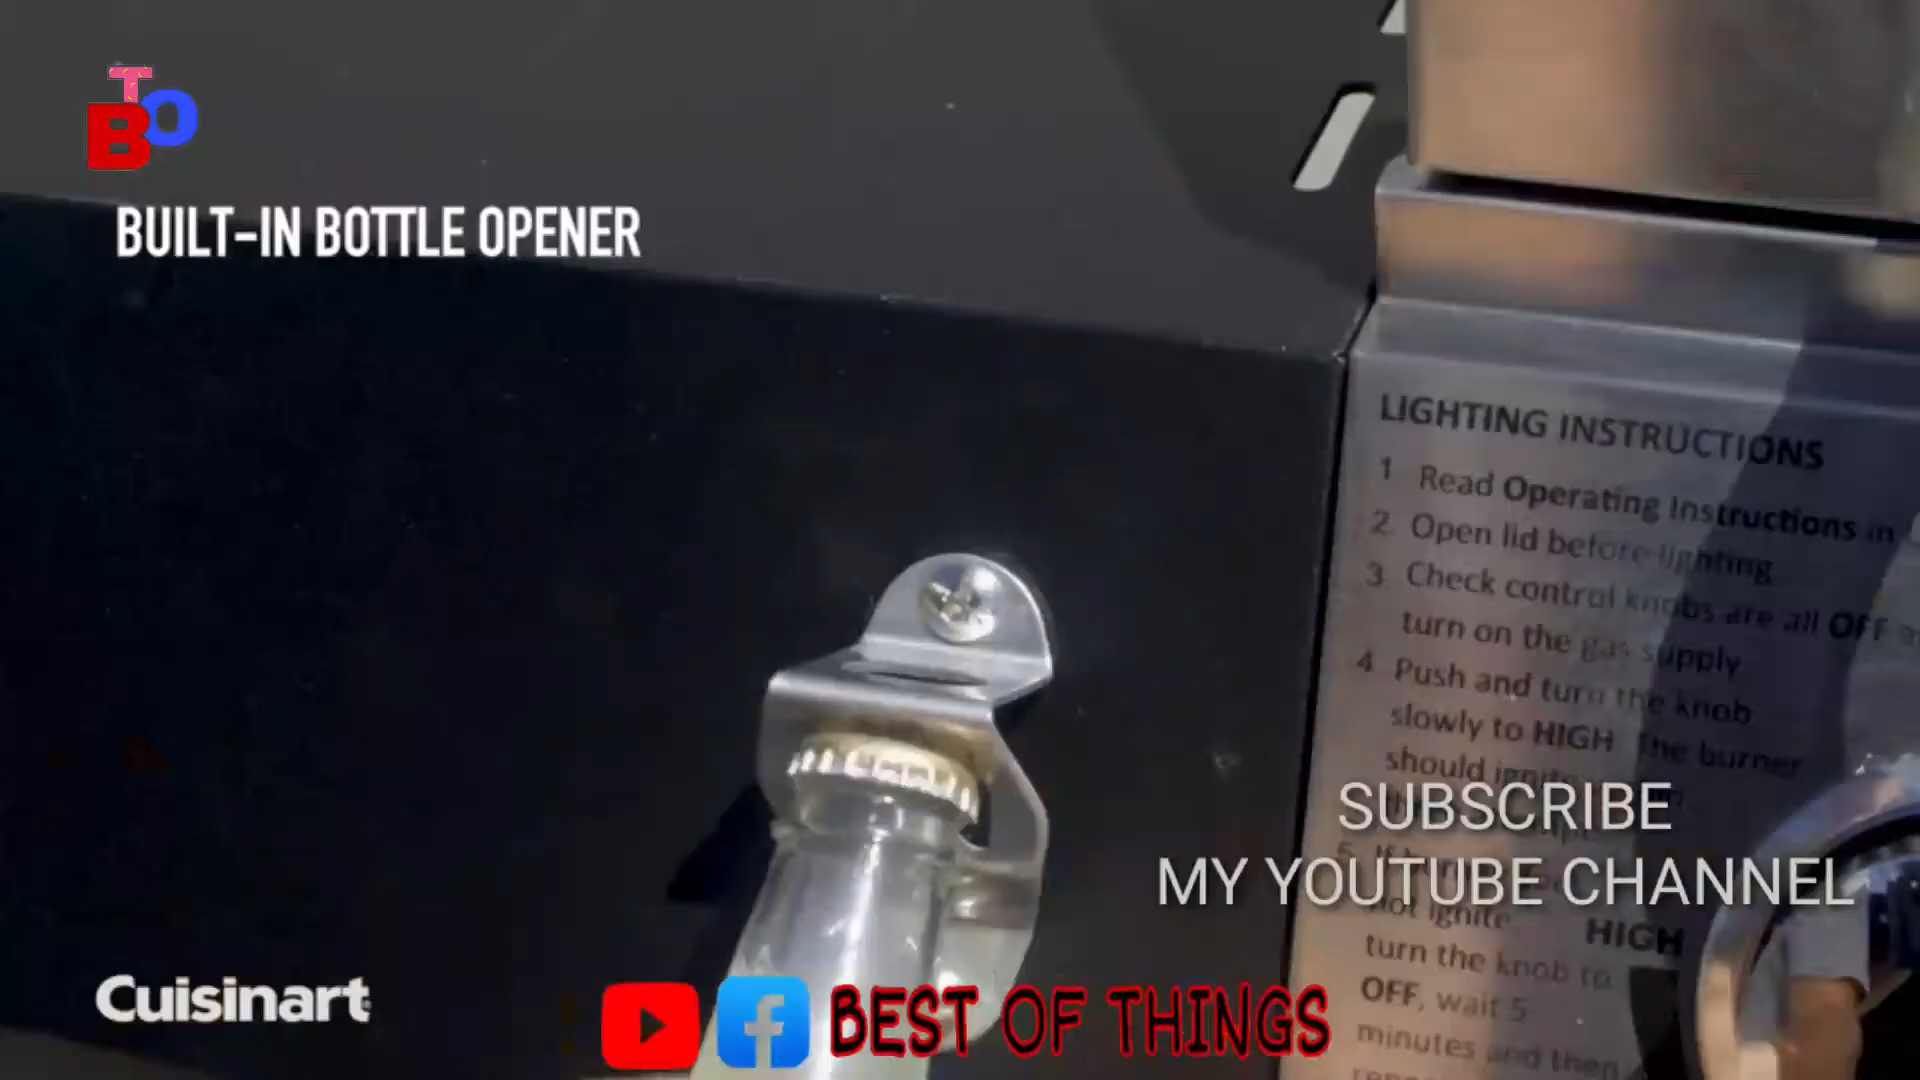 TBO
BUILT-IN BOTTLE OPENER
LIGHTING INSTRUCTIONS
1 Read Operating Instructions in
2 Open lid before lighting
3 Check control knobs are all OFF
turn on the gas supply
4 Push and turn the knob
slowly to HIGH The burner
should ignite
SUBSCRIBE
MY YOUTUBE CHANNEL
not ignite
HIGH
turn the knob to
OFF, wait 5
minutes and then
Cuisinart
BEST OF THINGS